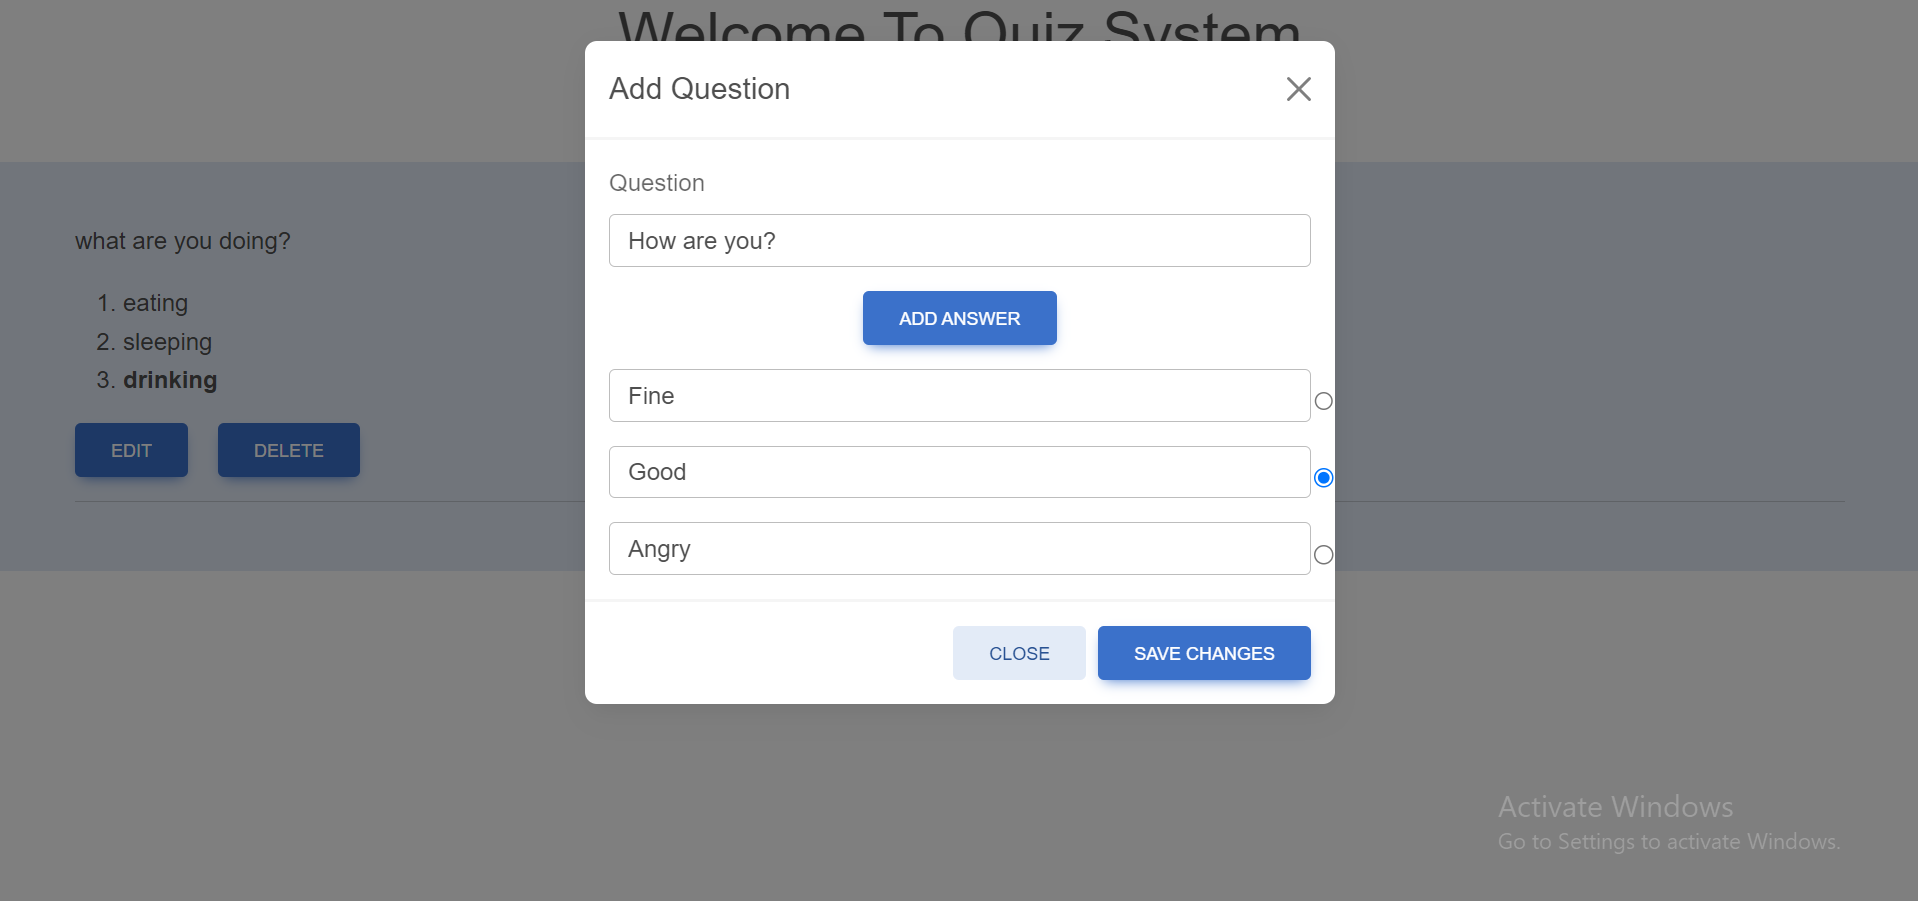 Welcome To Quiz System
Add Question
Question
How are you?
ADD ANSWER
Fine
Good
Angry
CLOSE
SAVE CHANGES
what are you doing?
1. eating
2. sleeping
3. drinking
EDIT
DELETE
Activate Windows
Go to Settings to activate Windows.